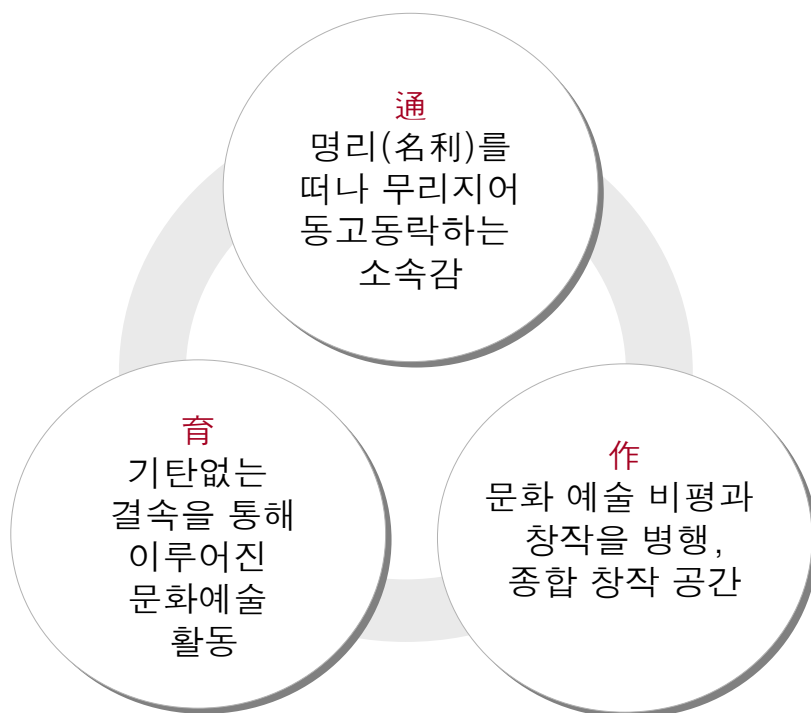 通
명리(名利)를
떠나 무리지어
동고동락하는
소속감
育
기탄없는
결속을 통해
이루어진
문화예술
활동
作
문화 예술 비평과
창작을 병행,
종합 창작 공간